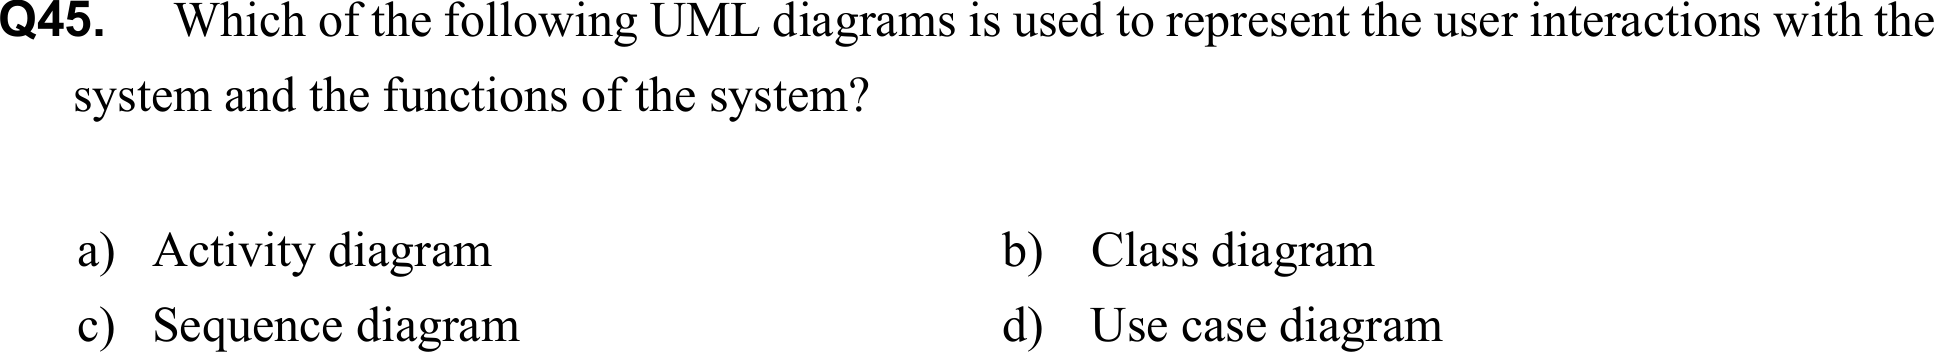 Q45. Which of the following UML diagrams is used to represent the user interactions with the
system and the functions of the system?
a) Activity diagram b) Class diagram
c) Sequence diagram d) Use case diagram